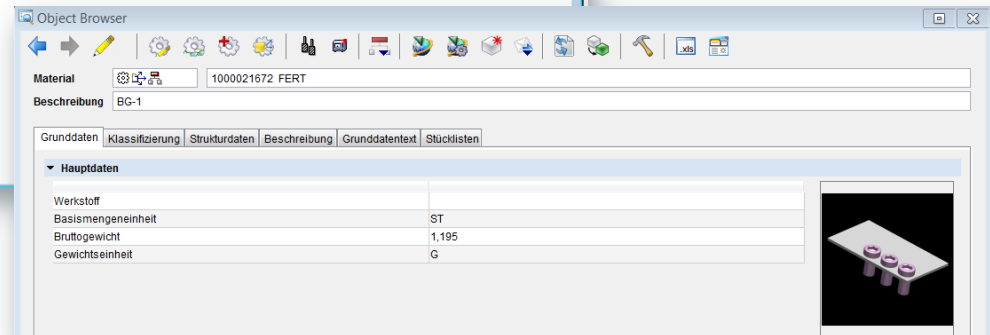 Object Browser
.xls
Material 1000021672 FERT
Beschreibung BG-1
Grunddaten Klassifizierung Strukturdaten Beschreibung Grunddatentext Stücklisten
Hauptdaten
Werkstoff
Basismengeneinheit ST
Bruttogewicht 1,195
Gewichtseinheit G